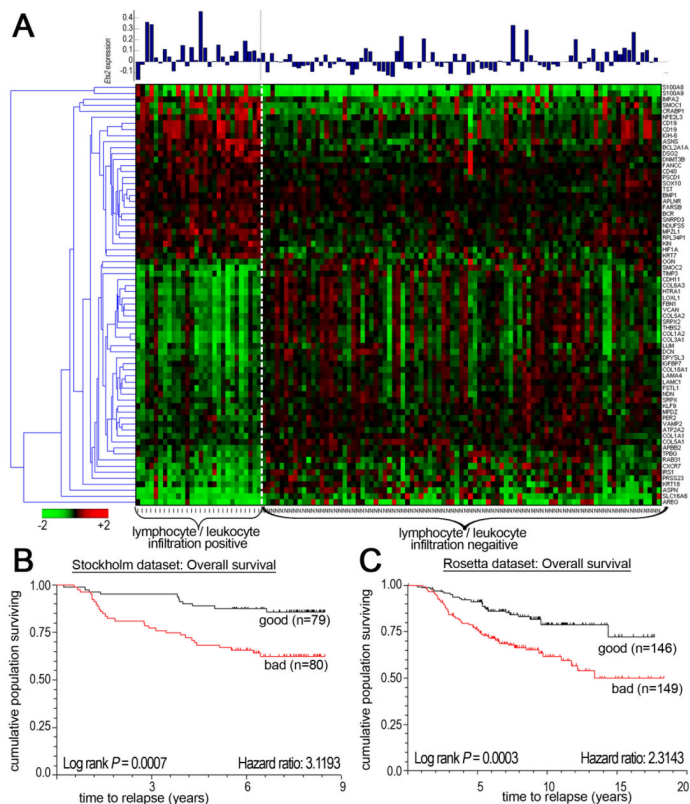 A
Ets2 expression
0.4
0.3
0.2
0.1
0
-0.1
S100A8
S100A9
IMPA2
SMOC1
CRABP1
NFE2L3
CD19
CD19
IGH-6
ASNS
BCL2A1A
DSG2
DNMT3B
FANCC
CD40
PSCD1
SOX10
TST
BMP1
APLNR
FARSB
BCR
SNRPD3
NDUFS5
MPZL1
RPL34P1
KIN
HIF1A
KRT7
OGN
SMOC2
TIMP3
CDH11
COL6A3
HTRA1
LOXL1
FBN1
VCAN
COL5A2
SRPX2
THBS2
COL1A2
COL3A1
LUM
DCN
DPYSL3
IGFBP7
COL18A1
LAMA4
LAMC1
FSTL1
NDN
SRPX
KLF9
MPDZ
PER2
VAMP2
ATP2A2
COL1A1
COL5A1
APBB2
TPBG
RAB31
CXCR7
IRS1
PRSS23
KRT18
ASPN
SLC16A6
AREG
-2 +2
lymphocyte / leukocyte
infiltration positive
lymphocyte / leukocyte
infiltration negaitive
B
Stockholm dataset: Overall survival
cumulative population surviving
1.00
0.75
0.50
0.25
0.0
good (n=79)
bad (n=80)
Log rank P = 0.0007 Hazard ratio: 3.1193
0 3 6 9
time to relapse (years)
C
Rosetta dataset: Overall survival
cumulative population surviving
1.00
0.75
0.50
0.25
0.0
good (n=146)
bad (n=149)
Log rank P = 0.0003 Hazard ratio: 2.3143
0 5 10 15 20
time to relapse (years)